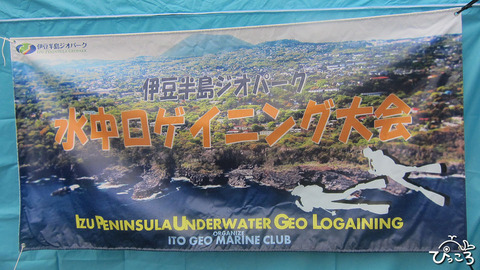 伊豆半島ジオパーク
伊豆半島ジオパーク
水中ロゲイニング大会
IZU PENINSULA UNDERWATER GEO LOGAINING
ORGANIZE
ITO GEO MARINE CLUB
ぴっころ